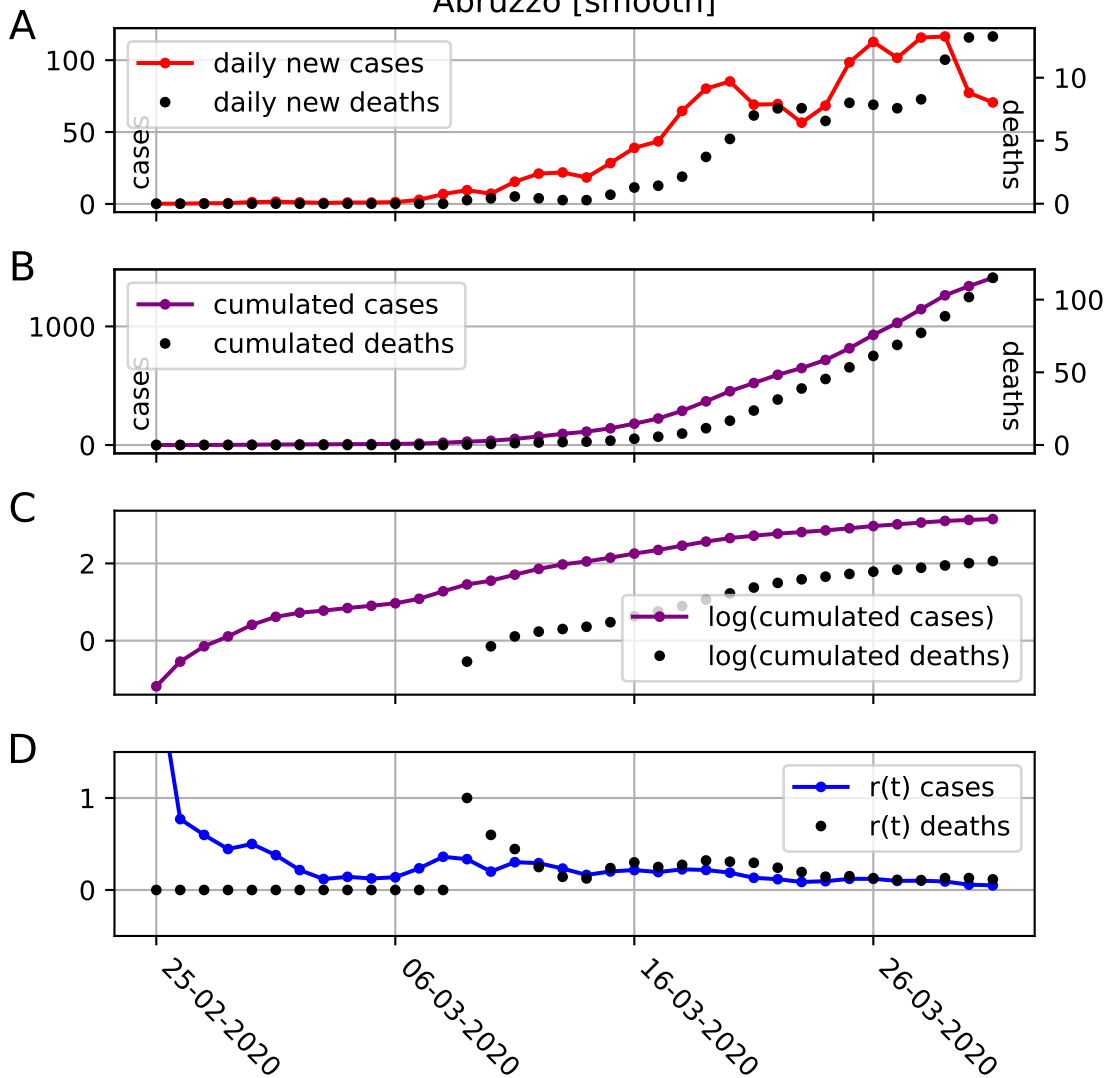 Abruzzo [smooth]
A
daily new cases
daily new deaths
100
50
0
cases
10
5
0
deaths
B
cumulated cases
cumulated deaths
1000
0
cases
100
50
0
deaths
C
2
0
log(cumulated cases)
log(cumulated deaths)
D
1
0
r(t) cases
r(t) deaths
25-02-2020
06-03-2020
16-03-2020
26-03-2020